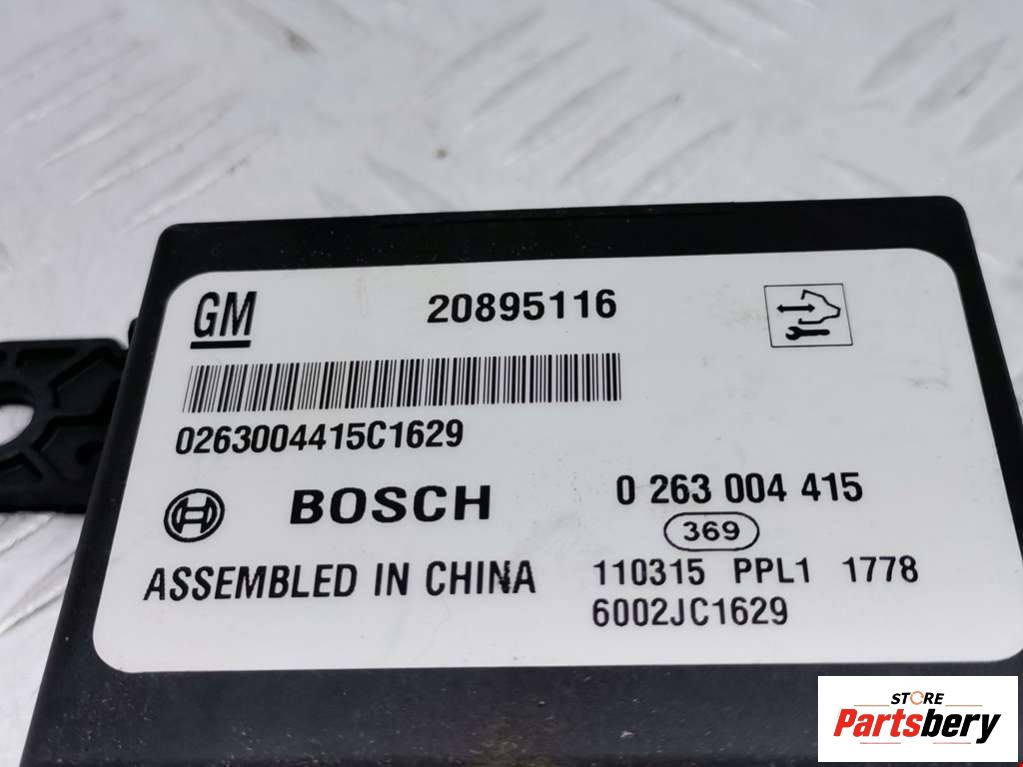 GM 20895116
0263004415C1629
BOSCH 0 263 004 415
369
ASSEMBLED IN CHINA 110315 PPL1 1778
6002JC1629
STORE
Partsbery